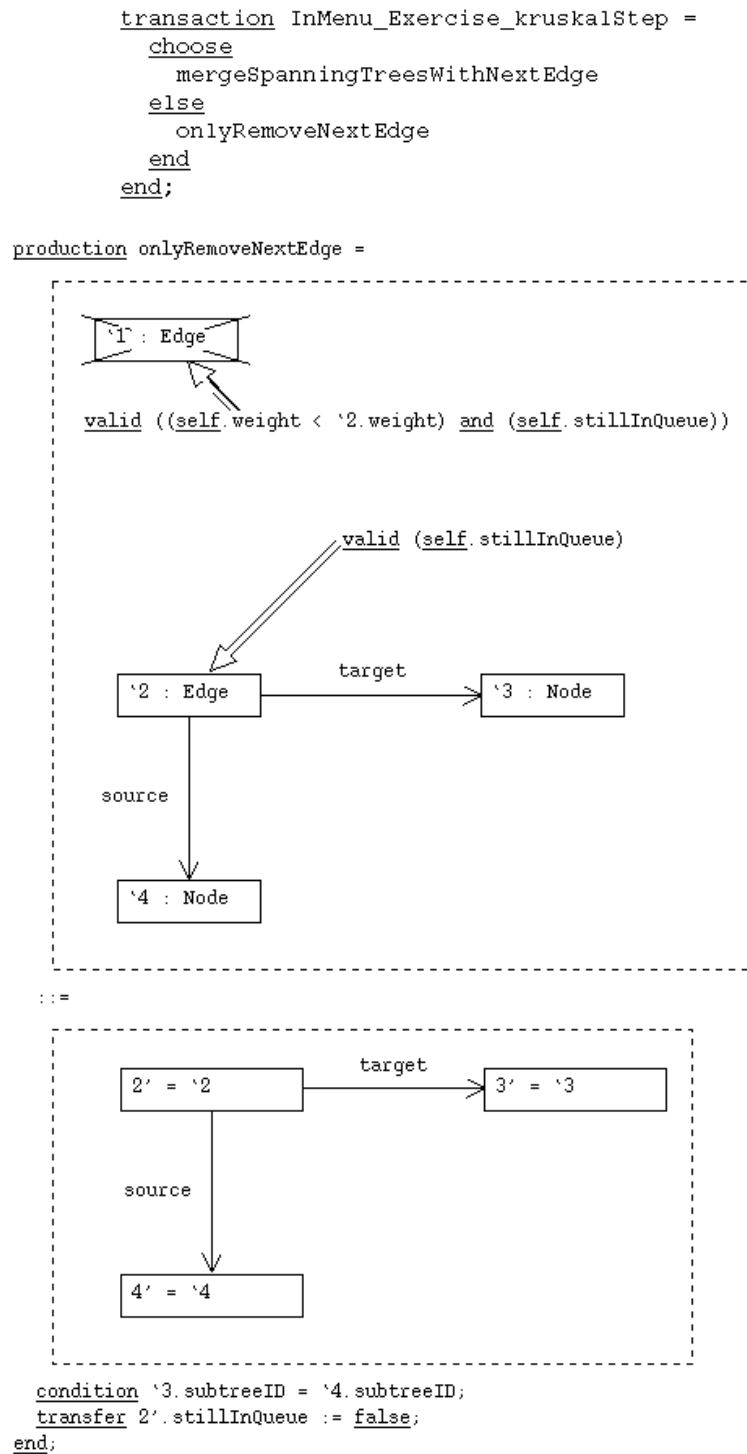 transaction InMenu_Exercise_kruskalStep =
choose
mergeSpanningTreesWithNextEdge
else
onlyRemoveNextEdge
end
end;
production onlyRemoveNextEdge =
`1 : Edge
valid ((self.weight < `2.weight) and (self.stillInQueue))
valid (self.stillInQueue)
target
`2 : Edge
`3 : Node
source
`4 : Node
::=
target
2' = `2
3' = `3
source
4' = `4
condition `3.subtreeID = `4.subtreeID;
transfer 2'.stillInQueue := false;
end;